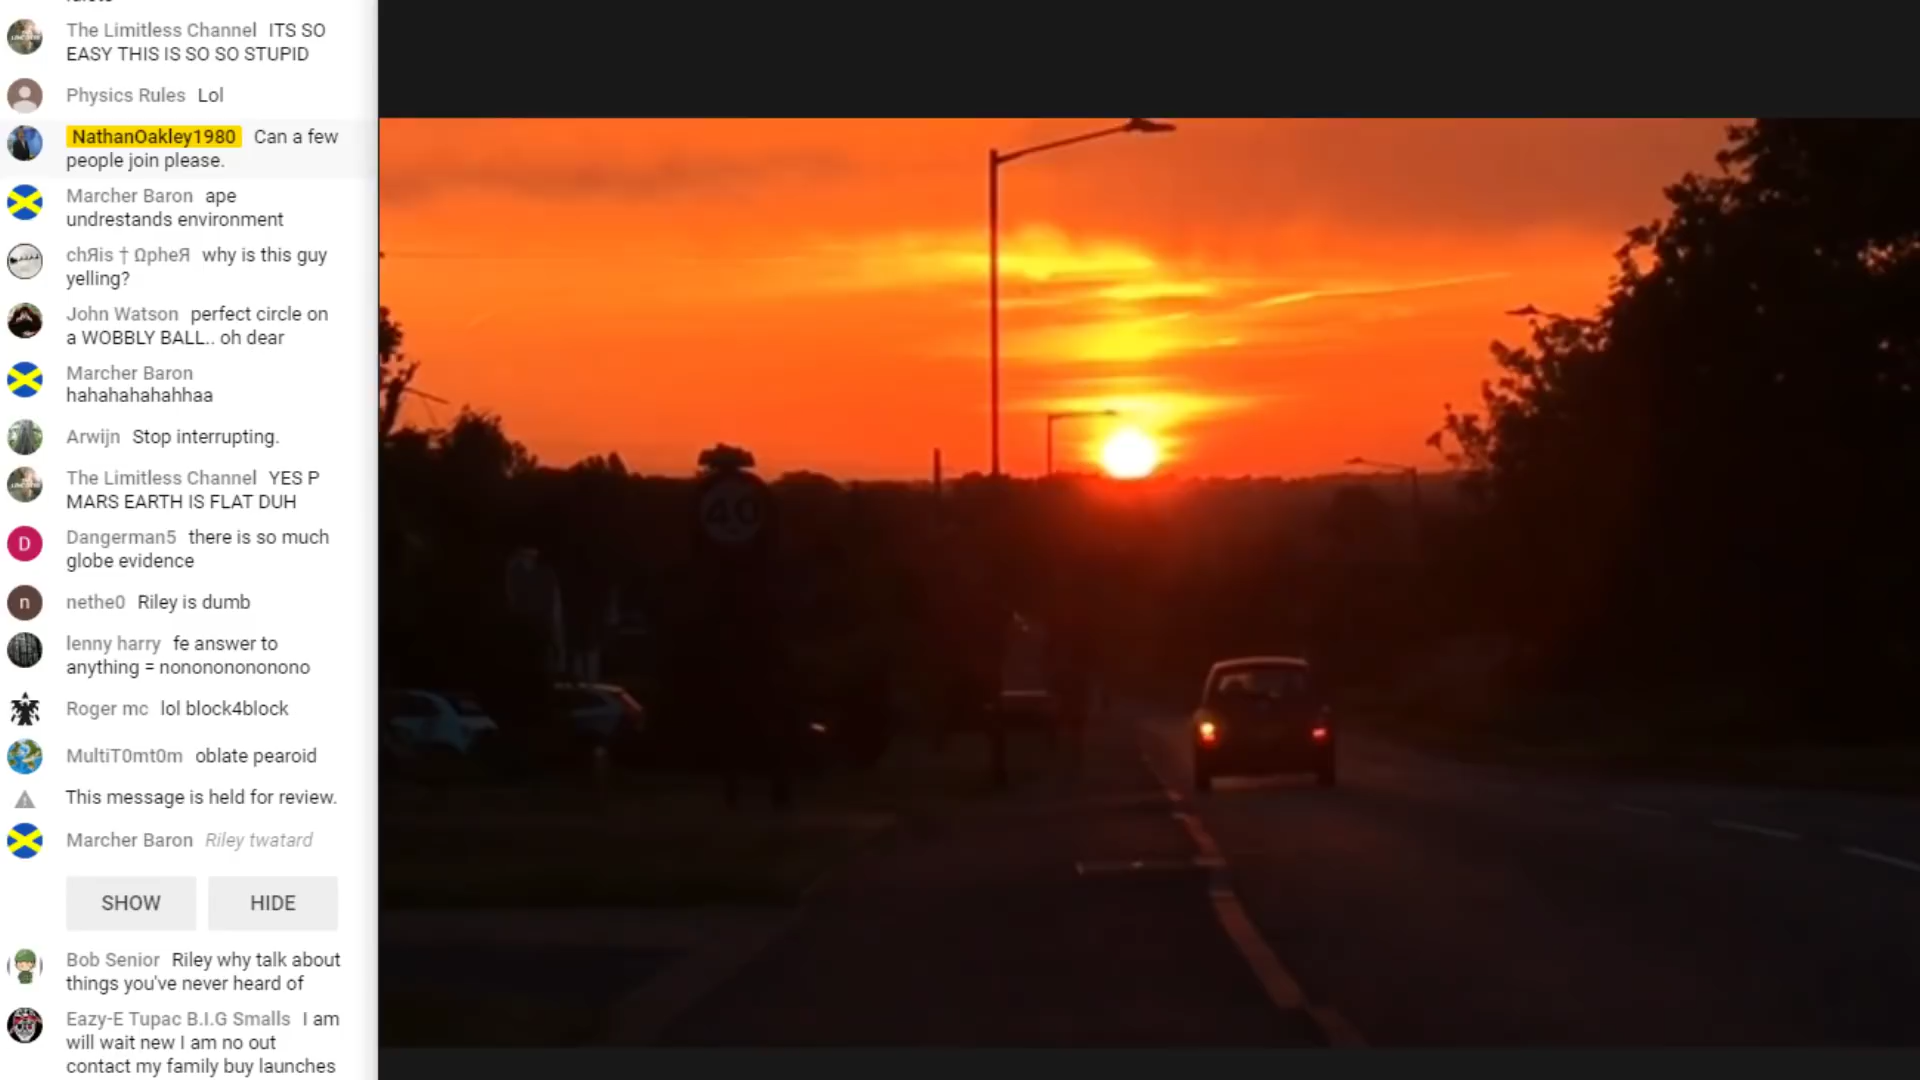 The Limitless Channel ITS SO
EASY THIS IS SO SO STUPID
Physics Rules Lol
NathanOakley1980 Can a few
people join please.
Marcher Baron ape
undrestands environment
chЯis † ΩpheЯ why is this guy
yelling?
John Watson perfect circle on
a WOBBLY BALL.. oh dear
Marcher Baron
hahahahahahhaa
Arwijn Stop interrupting.
The Limitless Channel YES P
MARS EARTH IS FLAT DUH
D
Dangerman5 there is so much
globe evidence
n
nethe0 Riley is dumb
lenny harry fe answer to
anything = nonononononono
Roger mc lol block4block
MultiT0mt0m oblate pearoid
This message is held for review.
Marcher Baron Riley twatard
SHOW HIDE
Bob Senior Riley why talk about
things you've never heard of
Eazy-E Tupac B.I.G Smalls I am
will wait new I am no out
contact my family buy launches
40